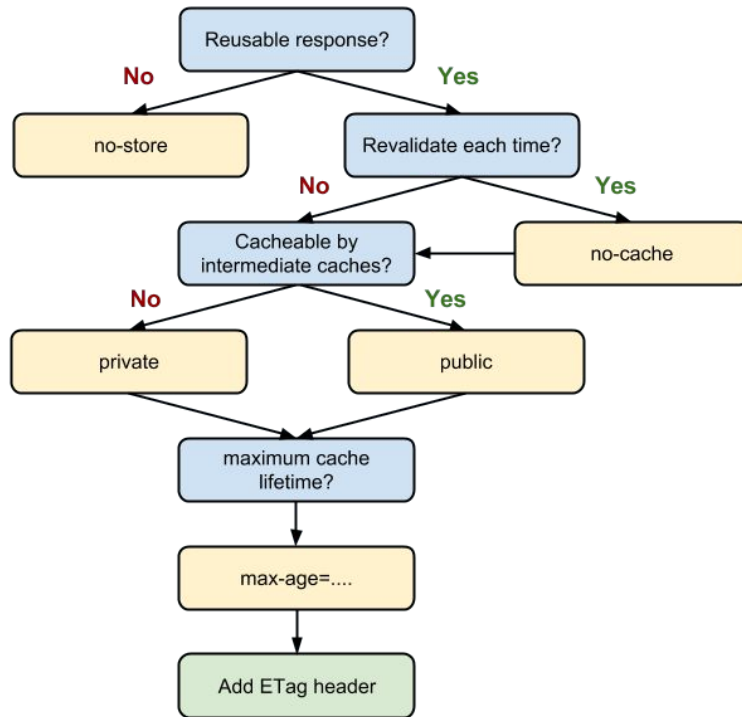 Reusable response?
No
Yes
no-store
Revalidate each time?
No
Yes
Cacheable by
intermediate caches?
no-cache
No
Yes
private
public
maximum cache
lifetime?
max-age=....
Add ETag header